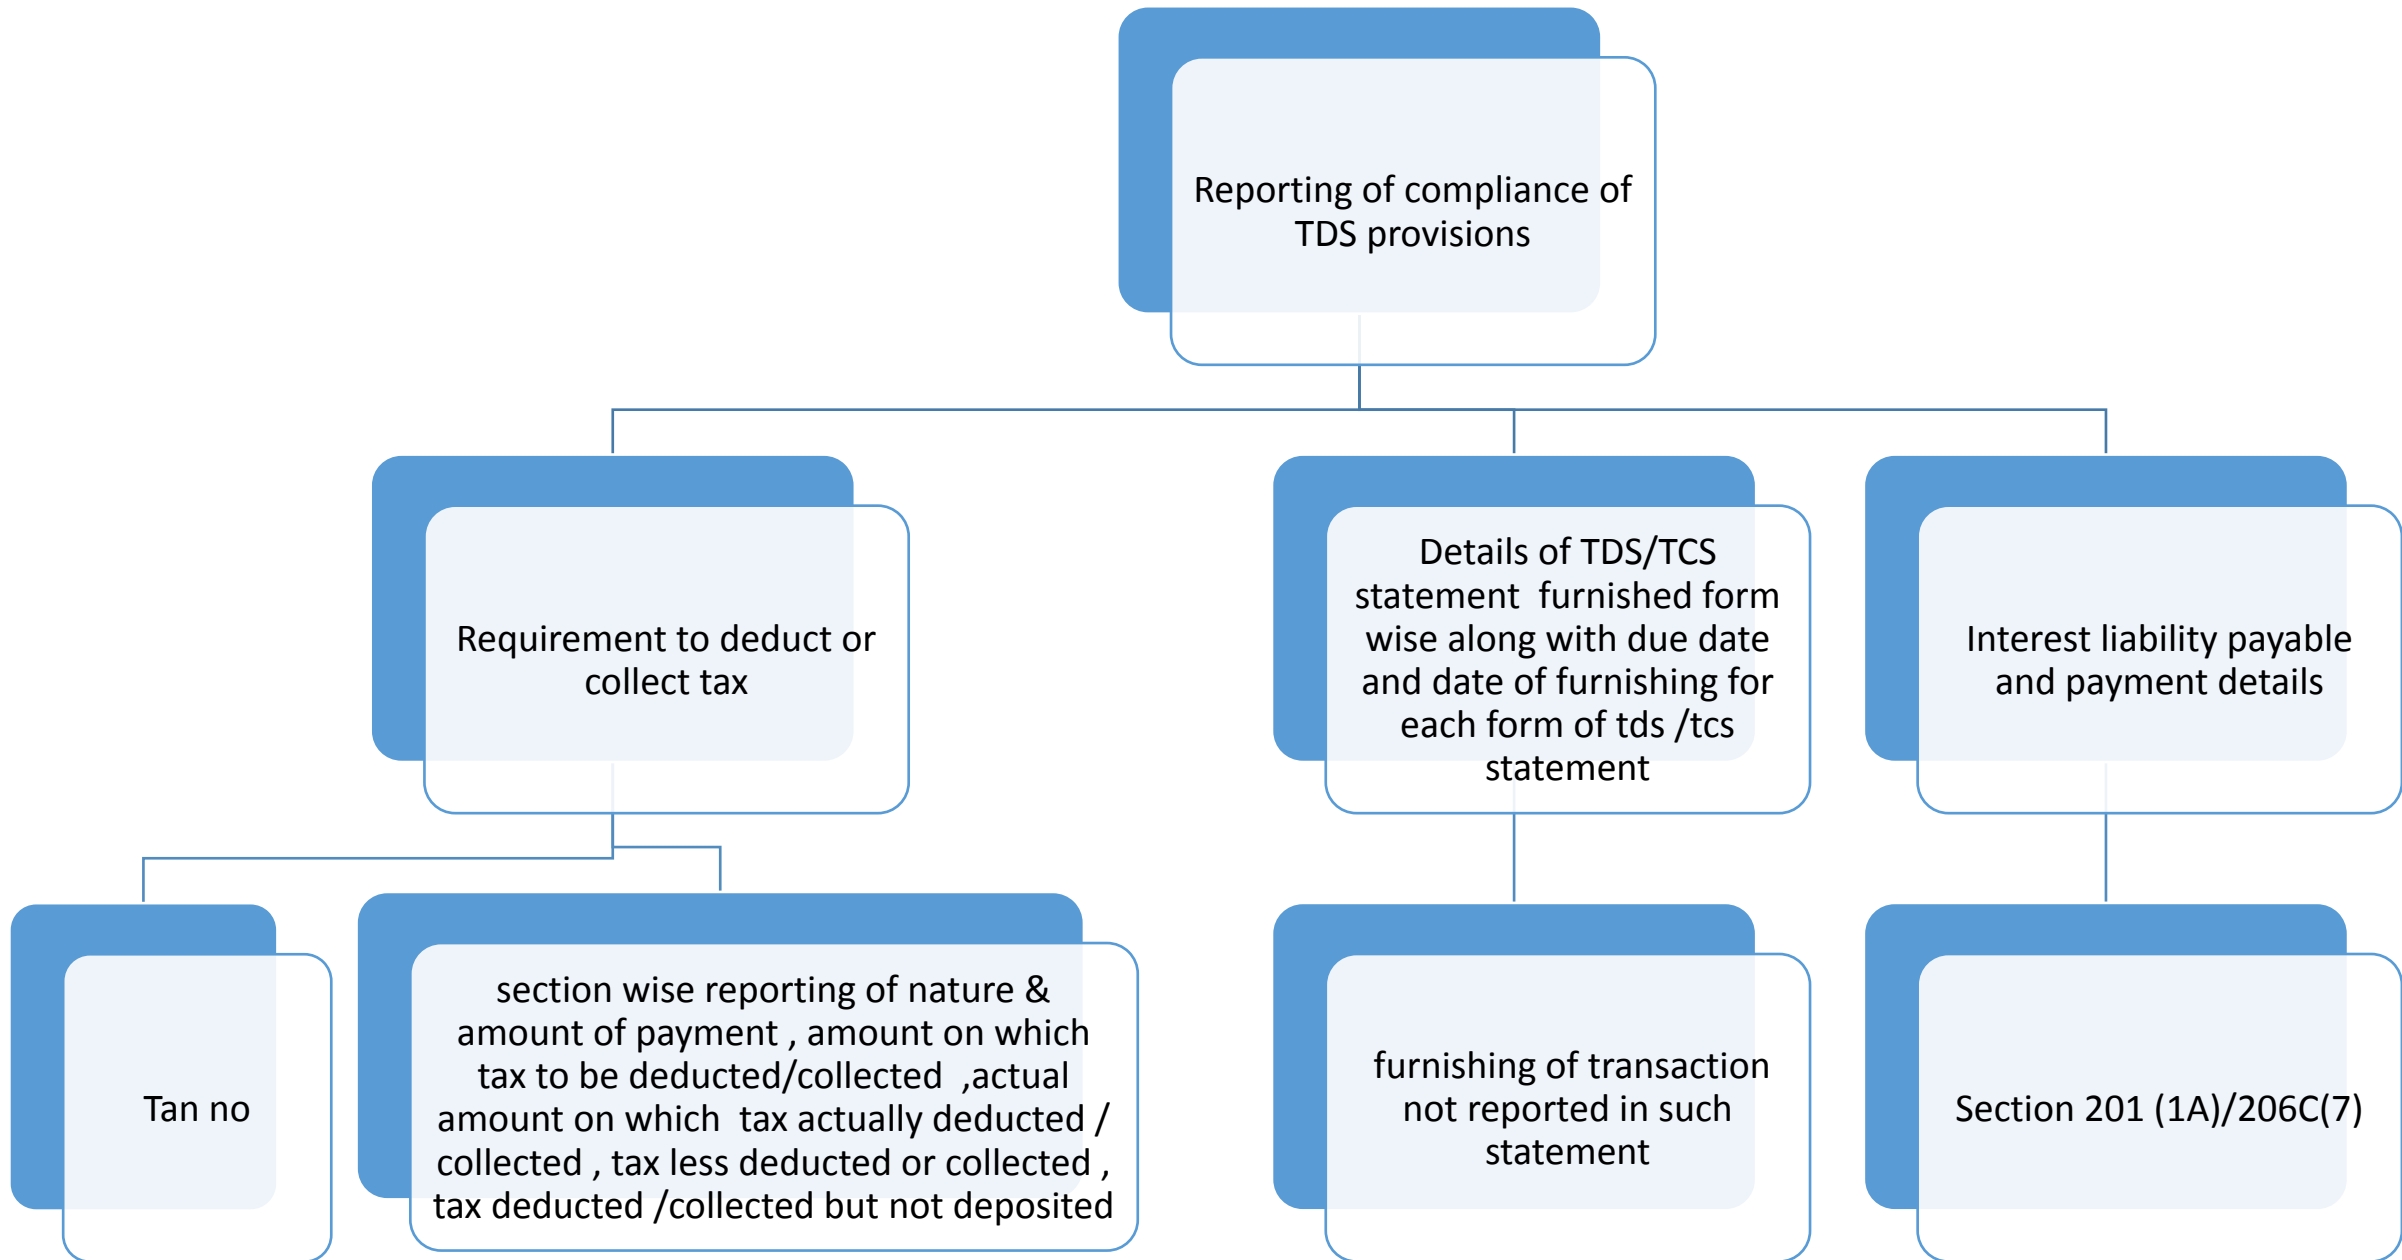 Reporting of compliance of
TDS provisions
Requirement to deduct or
collect tax
Details of TDS/TCS
statement  furnished form
wise along with due date
and date of furnishing for
each form of tds /tcs
statement
Interest liability payable
and payment details
Tan no
section wise reporting of nature &
amount of payment , amount on which
tax to be deducted/collected  ,actual
amount on which  tax actually deducted /
collected , tax less deducted or collected ,
tax deducted /collected but not deposited
furnishing of transaction
not reported in such
statement
Section 201 (1A)/206C(7)